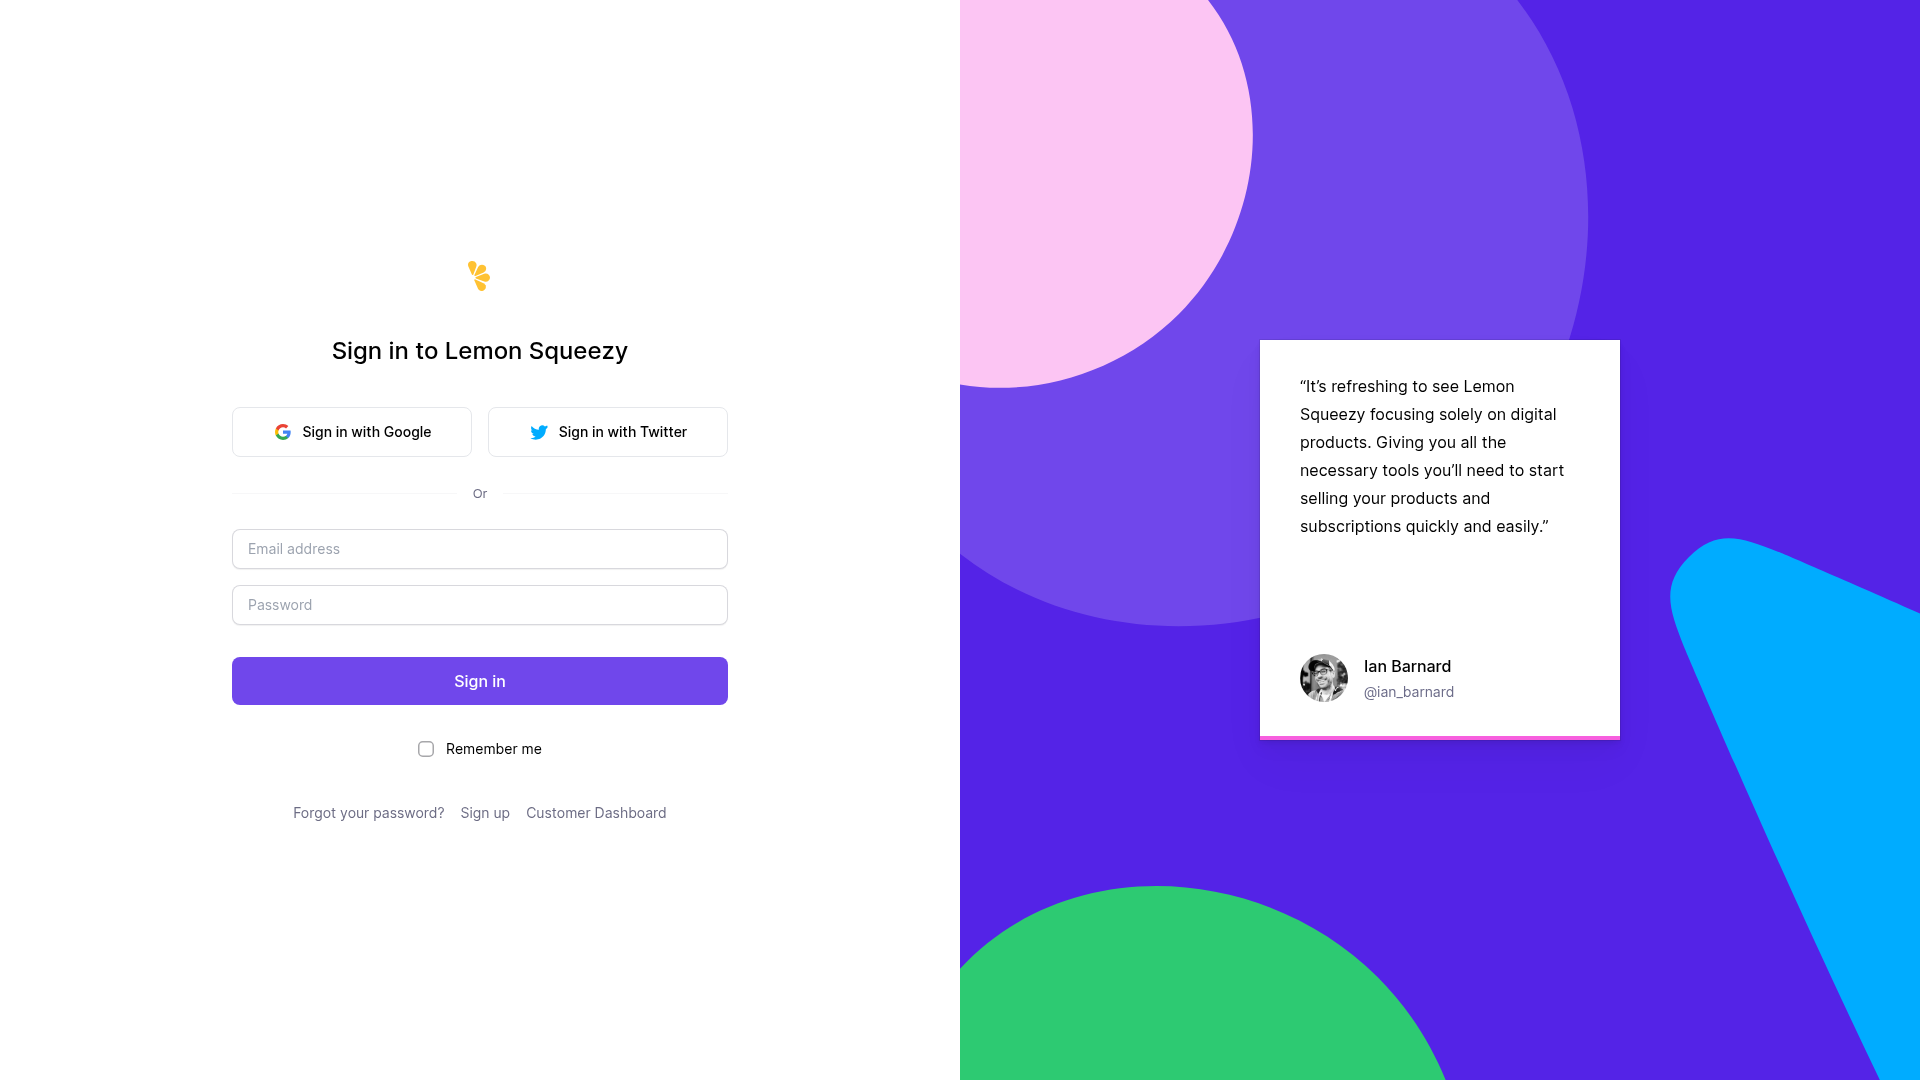 Sign in to Lemon Squeezy
Sign in with Google
Sign in with Twitter
Or
Email address
Password
Sign in
Remember me
Forgot your password?
Sign up
Customer Dashboard
“It’s refreshing to see Lemon
Squeezy focusing solely on digital
products. Giving you all the
necessary tools you’ll need to start
selling your products and
subscriptions quickly and easily.”
Ian Barnard
@ian_barnard